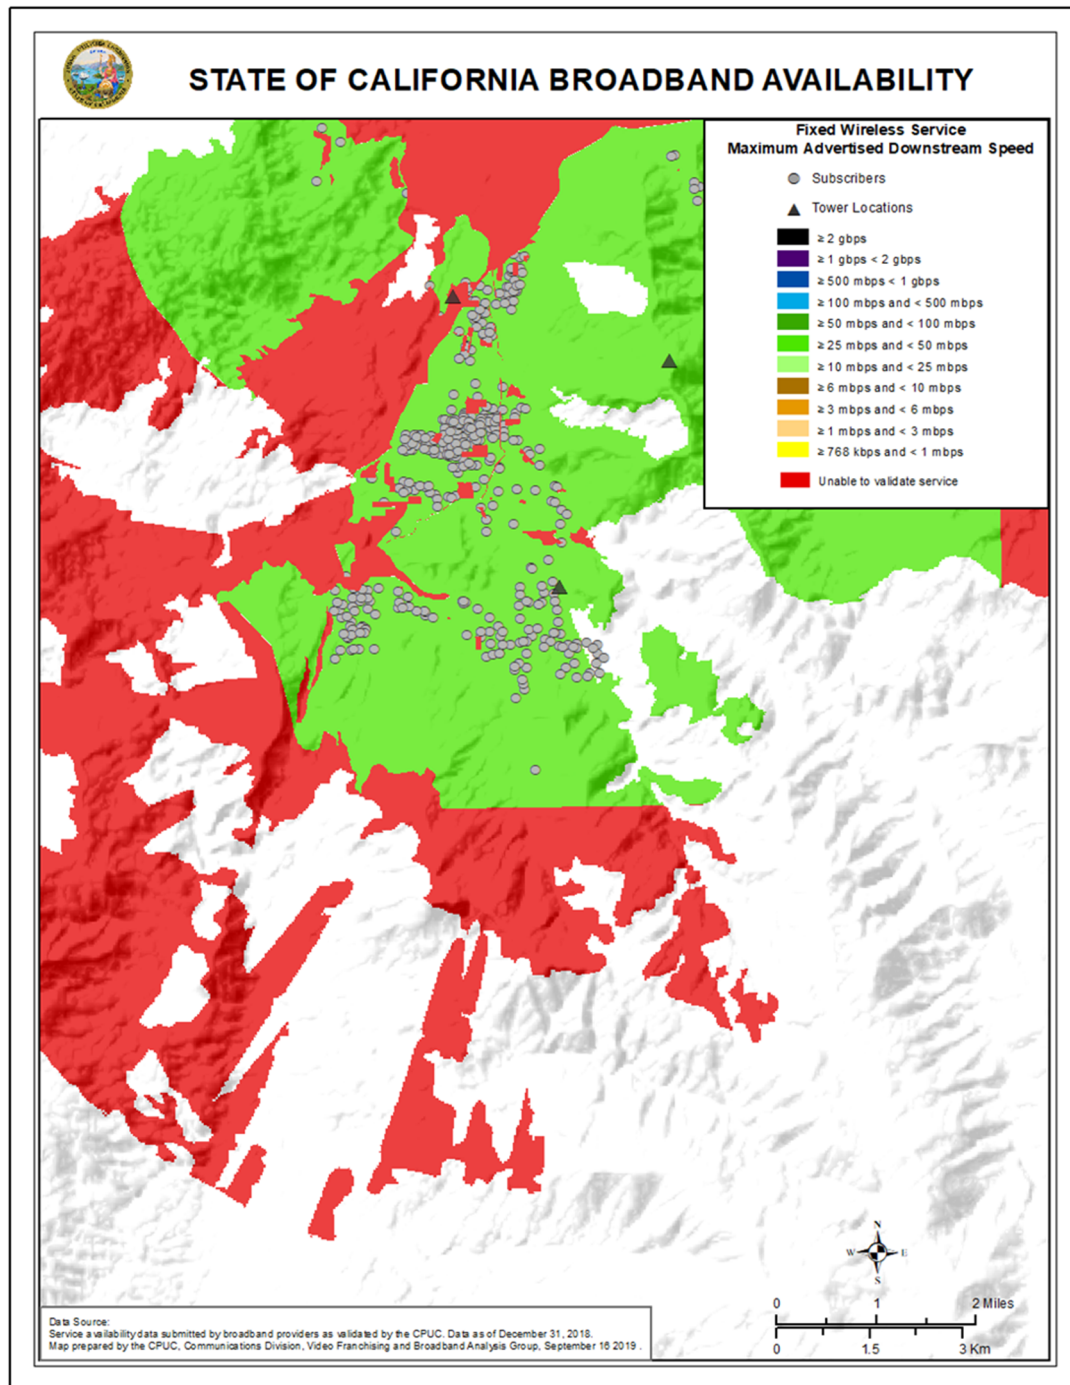 STATE OF CALIFORNIA BROADBAND AVAILABILITY
Fixed Wireless Service
Maximum Advertised Downstream Speed
Subscribers
Tower Locations
≥ 2 gbps
≥ 1 gbps < 2 gbps
≥ 500 mbps < 1 gbps
≥ 100 mbps and < 500 mbps
≥ 50 mbps and < 100 mbps
≥ 25 mbps and < 50 mbps
≥ 10 mbps and < 25 mbps
≥ 6 mbps and < 10 mbps
≥ 3 mbps and < 6 mbps
≥ 1 mbps and < 3 mbps
≥ 768 kbps and < 1 mbps
Unable to validate service
N
W E
S
0 1 2 Miles
0 1.5 3 Km
Data Source:
Service availability data submitted by broadband providers as validated by the CPUC. Data as of December 31, 2018.
Map prepared by the CPUC, Communications Division, Video Franchising and Broadband Analysis Group, September 16 2019 .